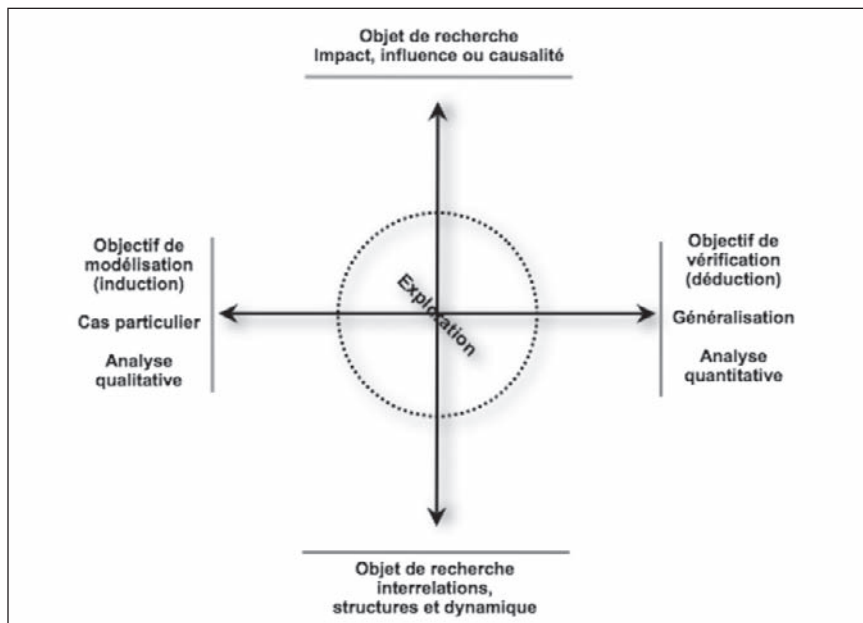 Objet de recherche
Impact, influence ou causalité
Objectif de
modélisation
(induction)
Cas particulier
Analyse
qualitative
Exploration
Objectif de
vérification
(déduction)
Généralisation
Analyse
quantitative
Objet de recherche
interrelations,
structures et dynamique